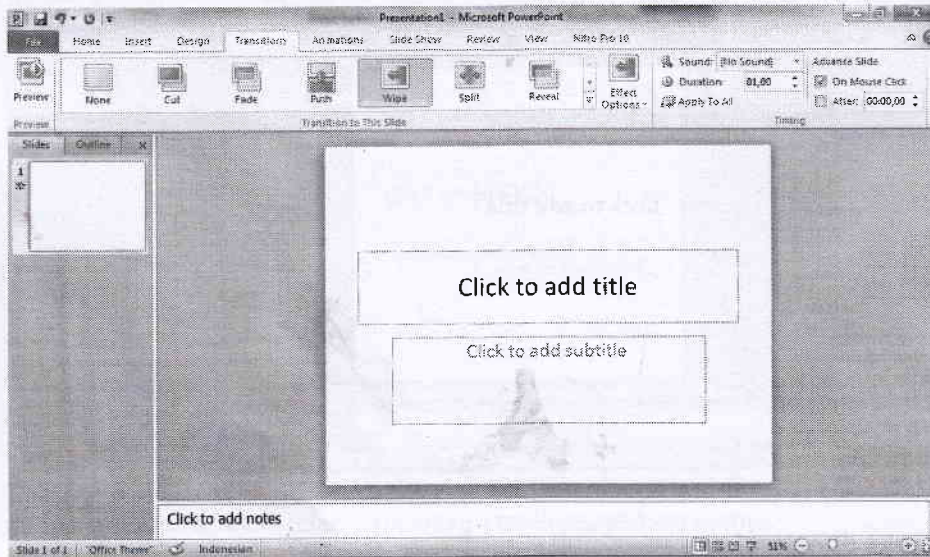 Presentation1 - Microsoft PowerPoint
File Home Insert Design Transitions Animations Slide Show Review View Nitro Pro 10
Preview None Cut Fade Push Wipe Split Reveal Effect Options
Sound: [No Sound]
Duration: 01,00
Apply To All
Advance Slide
On Mouse Click
After: 00:00,00
Preview Transition to This Slide Timing
Slides Outline
1
Click to add title
Click to add subtitle
Click to add notes
Slide 1 of 1 "Office Theme" Indonesian 51%